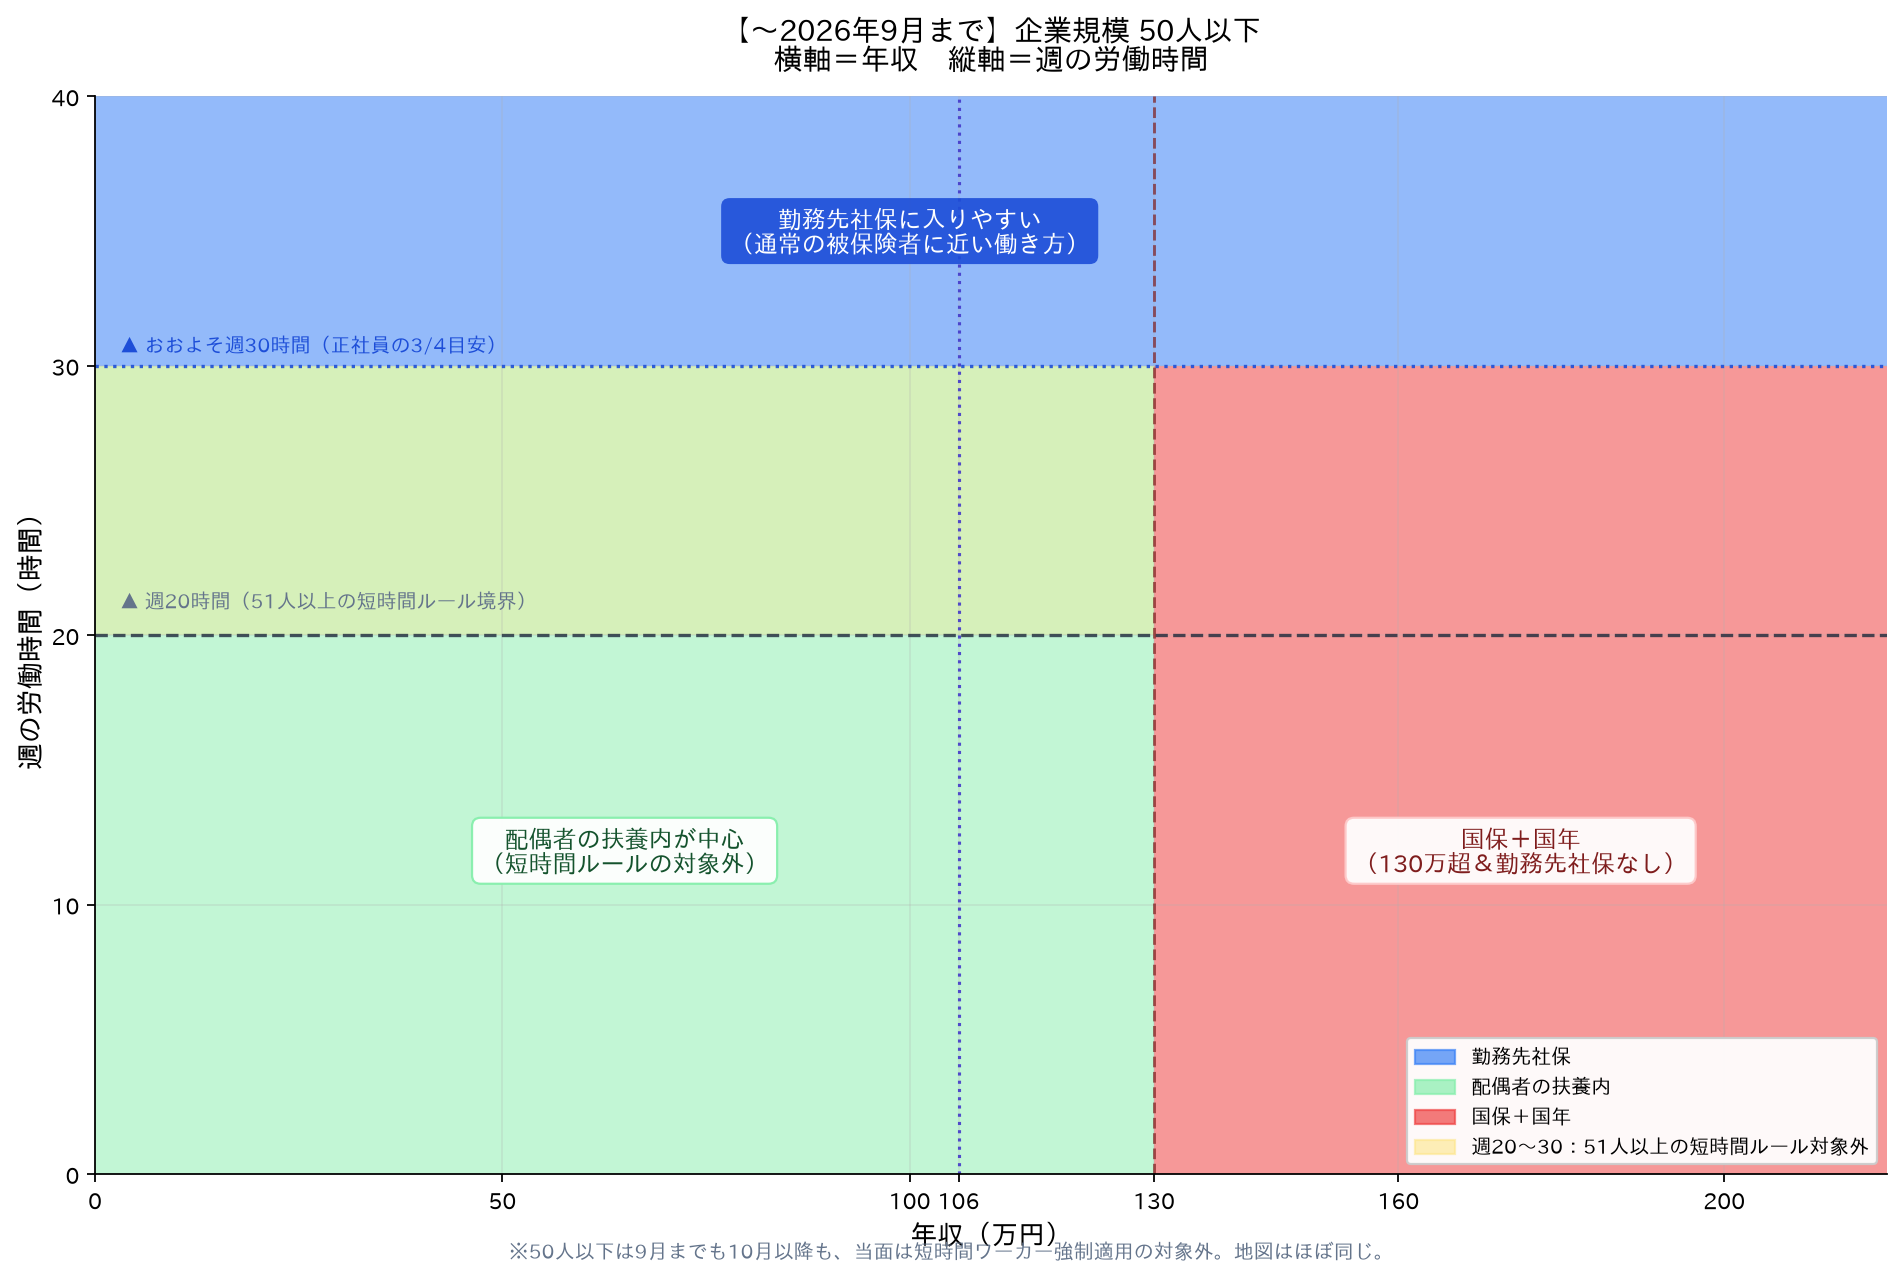 【～2026年9月まで】企業規模 50人以下
横軸＝年収　縦軸＝週の労働時間
40
30
20
10
0
週の労働時間（時間）
勤務先社保に入りやすい
（通常の被保険者に近い働き方）
▲ おおよそ週30時間（正社員の3/4目安）
▲ 週20時間（51人以上の短時間ルール境界）
配偶者の扶養内が中心
（短時間ルールの対象外）
国保＋国年
（130万超＆勤務先社保なし）
勤務先社保
配偶者の扶養内
国保＋国年
週20～30：51人以上の短時間ルール対象外
0
50
100
106
130
160
200
年収（万円）
※50人以下は9月までも10月以降も、当面は短時間ワーカー強制適用の対象外。地図はほぼ同じ。